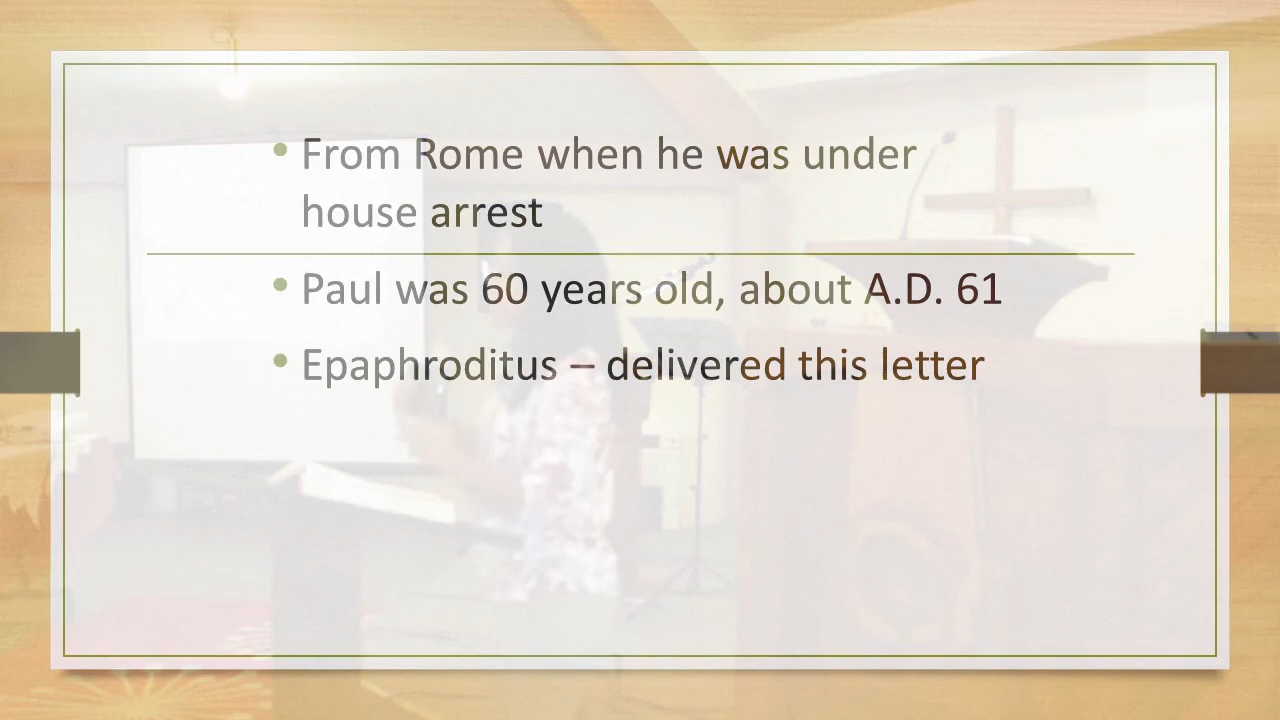 • From Rome when he was under
house arrest
• Paul was 60 years old, about A.D. 61
• Epaphroditus – delivered this letter